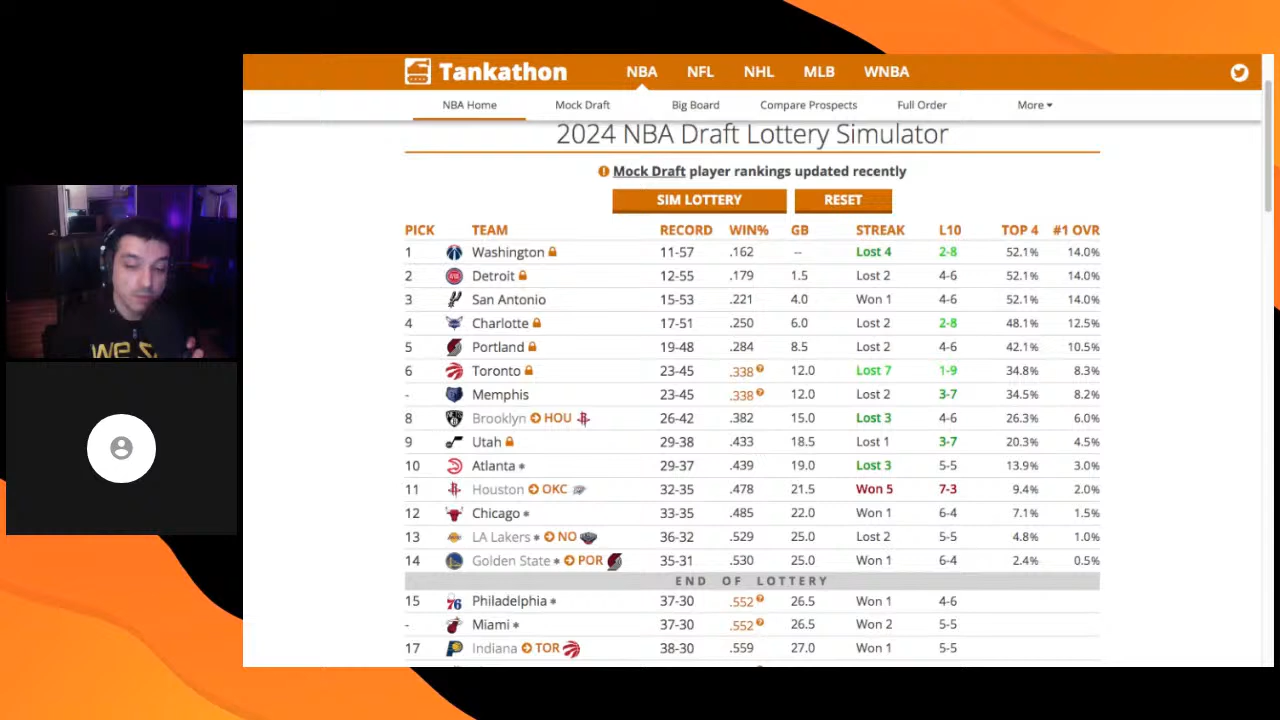 Tankathon NBA NFL NHL MLB WNBA
NBA Home Mock Draft Big Board Compare Prospects Full Order More
2024 NBA Draft Lottery Simulator
Mock Draft player rankings updated recently
SIM LOTTERY RESET
PICK TEAM RECORD WIN% GB STREAK L10 TOP 4 #1 OVR
1 Washington 11-57 .162 -- Lost 4 2-8 52.1% 14.0%
2 Detroit 12-55 .179 1.5 Lost 2 4-6 52.1% 14.0%
3 San Antonio 15-53 .221 4.0 Won 1 4-6 52.1% 14.0%
4 Charlotte 17-51 .250 6.0 Lost 2 2-8 48.1% 12.5%
5 Portland 19-48 .284 8.5 Lost 2 4-6 42.1% 10.5%
6 Toronto 23-45 .338 12.0 Lost 7 1-9 34.8% 8.3%
- Memphis 23-45 .338 12.0 Lost 2 3-7 34.5% 8.2%
8 Brooklyn HOU 26-42 .382 15.0 Lost 3 4-6 26.3% 6.0%
9 Utah 29-38 .433 18.5 Lost 1 3-7 20.3% 4.5%
10 Atlanta * 29-37 .439 19.0 Lost 3 5-5 13.9% 3.0%
11 Houston OKC 32-35 .478 21.5 Won 5 7-3 9.4% 2.0%
12 Chicago * 33-35 .485 22.0 Won 1 6-4 7.1% 1.5%
13 LA Lakers * NO 36-32 .529 25.0 Lost 2 5-5 4.8% 1.0%
14 Golden State * POR 35-31 .530 25.0 Won 1 6-4 2.4% 0.5%
END OF LOTTERY
15 Philadelphia * 37-30 .552 26.5 Won 1 4-6
- Miami * 37-30 .552 26.5 Won 2 5-5
17 Indiana TOR 38-30 .559 27.0 Won 1 5-5